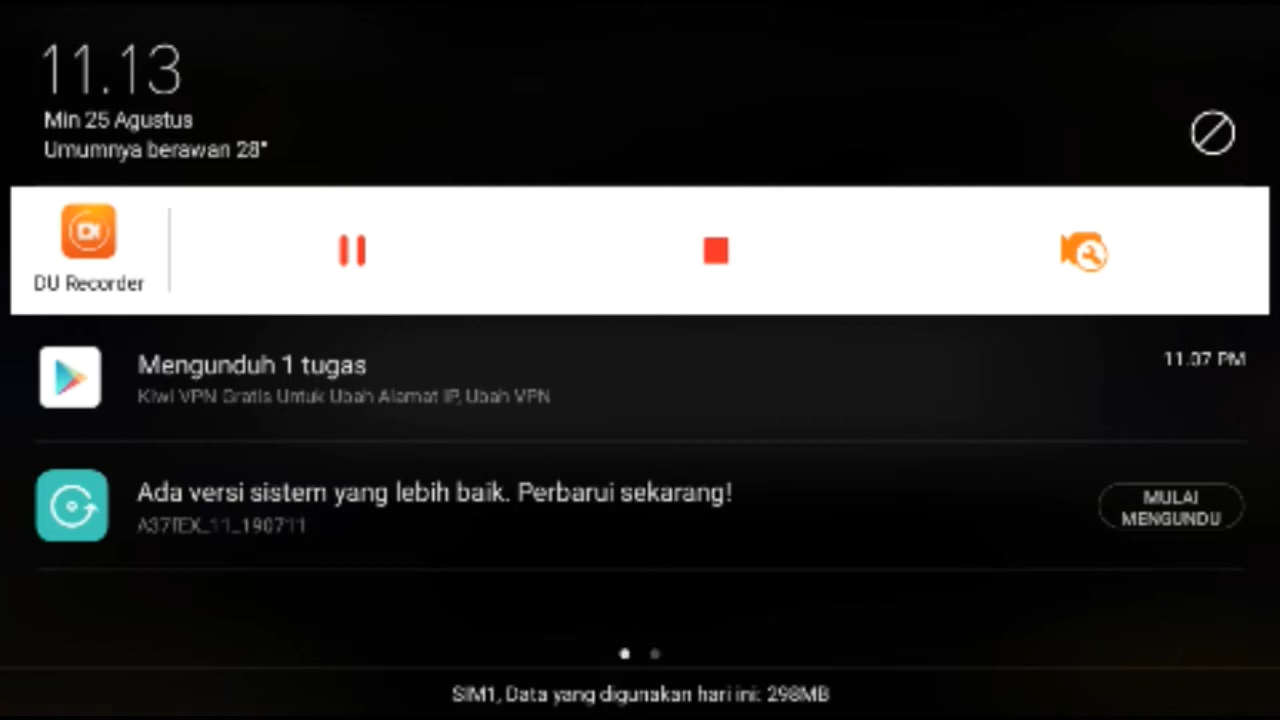 11.13
Min 25 Agustus
Umumnya berawan 28°
DU Recorder
Mengunduh 1 tugas
11.07 PM
Kiwi VPN Gratis Untuk Ubah Alamat IP, Ubah VPN
Ada versi sistem yang lebih baik. Perbarui sekarang!
A37fEX_11_190711
MULAI
MENGUNDU
SIM1, Data yang digunakan hari ini: 298MB